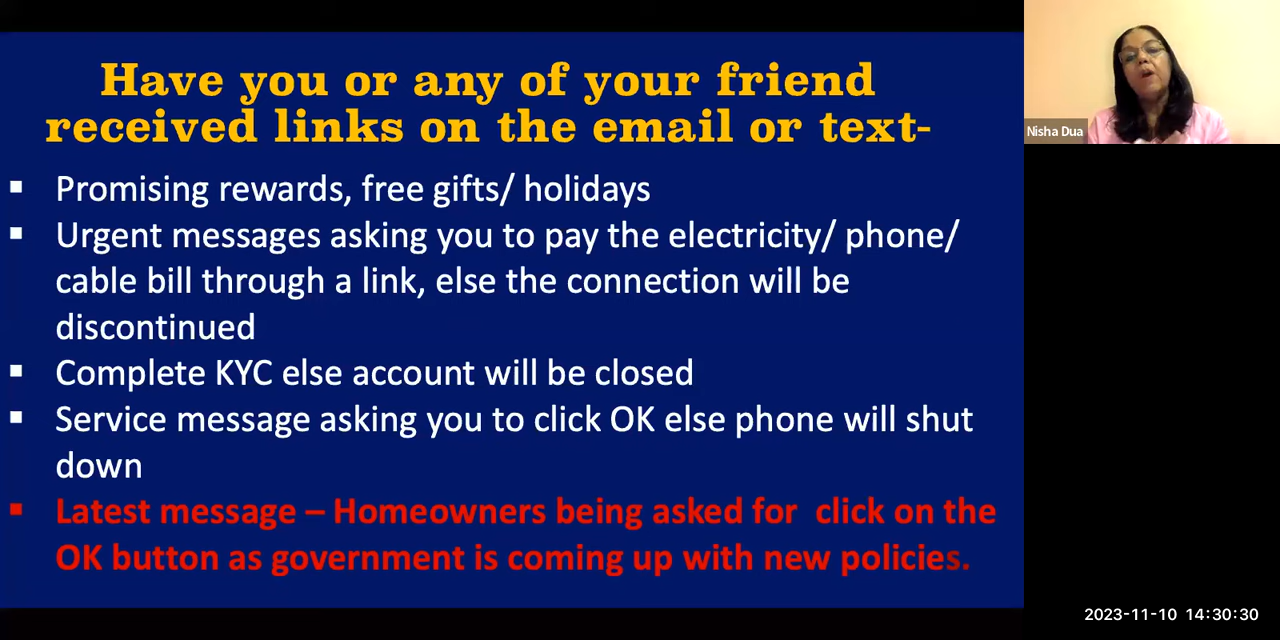 Have you or any of your friend
received links on the email or text-
▪ Promising rewards, free gifts/ holidays
▪ Urgent messages asking you to pay the electricity/ phone/
cable bill through a link, else the connection will be
discontinued
▪ Complete KYC else account will be closed
▪ Service message asking you to click OK else phone will shut
down
▪ Latest message – Homeowners being asked for  click on the
OK button as government is coming up with new policies.
Nisha Dua
2023-11-10 14:30:30